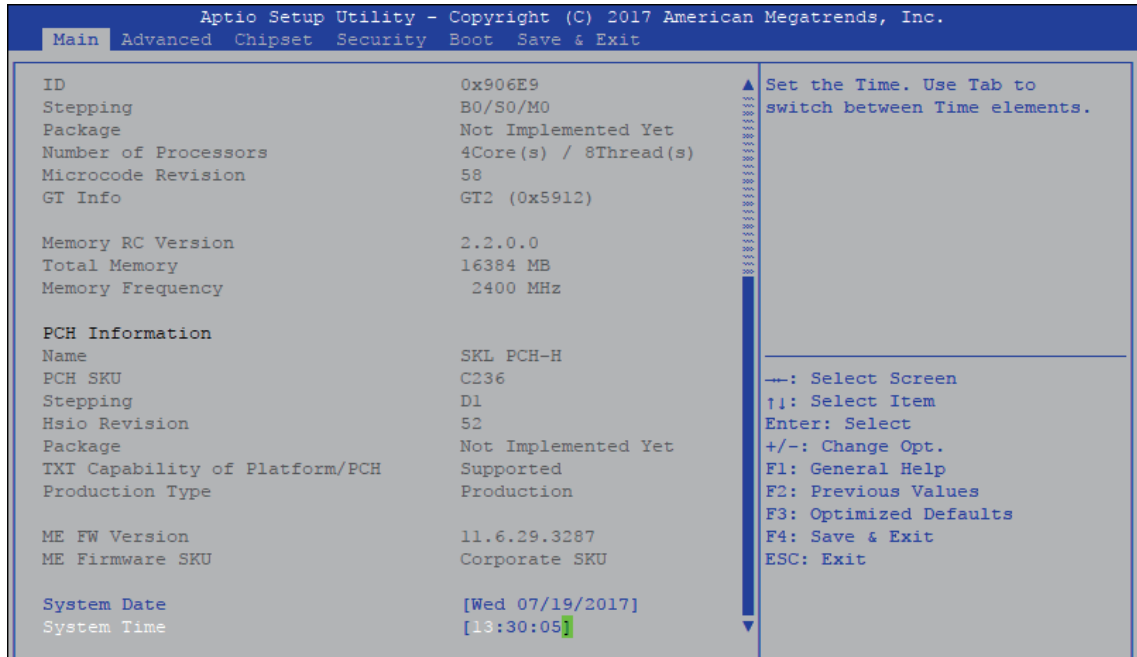 Aptio Setup Utility - Copyright (C) 2017 American Megatrends, Inc.
Main Advanced Chipset Security Boot Save & Exit
ID 0x906E9
Stepping B0/S0/M0
Package Not Implemented Yet
Number of Processors 4Core(s) / 8Thread(s)
Microcode Revision 58
GT Info GT2 (0x5912)
Memory RC Version 2.2.0.0
Total Memory 16384 MB
Memory Frequency 2400 MHz
PCH Information
Name SKL PCH-H
PCH SKU C236
Stepping D1
Hsio Revision 52
Package Not Implemented Yet
TXT Capability of Platform/PCH Supported
Production Type Production
ME FW Version 11.6.29.3287
ME Firmware SKU Corporate SKU
System Date [Wed 07/19/2017]
System Time [13:30:05]
Set the Time. Use Tab to
switch between Time elements.
→←: Select Screen
↑↓: Select Item
Enter: Select
+/-: Change Opt.
F1: General Help
F2: Previous Values
F3: Optimized Defaults
F4: Save & Exit
ESC: Exit